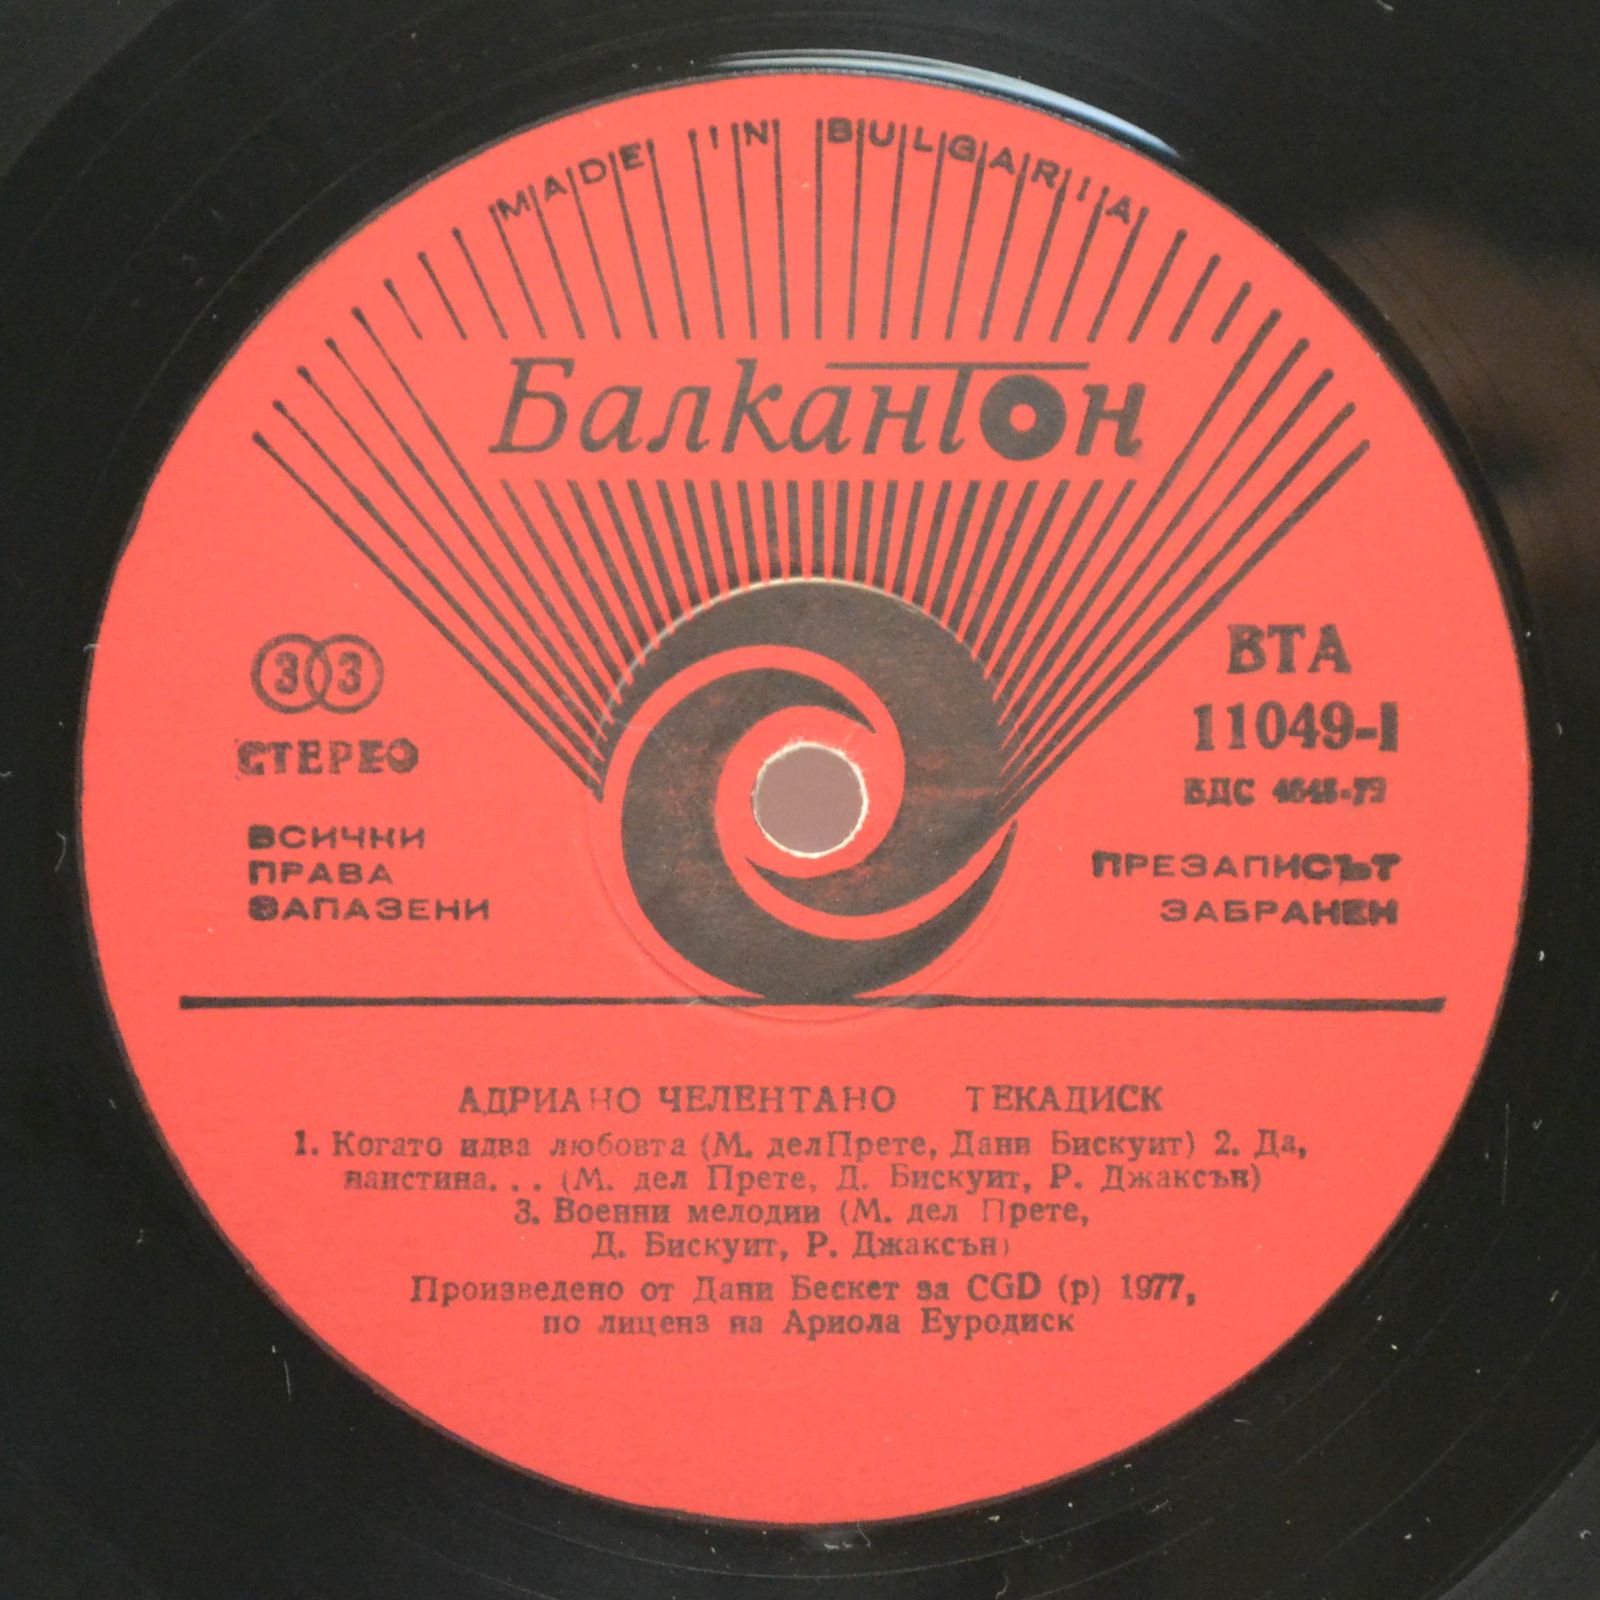 MADE IN BULGARIA
Балкантон
33
СТЕРЕО
ВСИЧКИ
ПРАВА
ЗАПАЗЕНИ
ВТА
11049-I
БДС
ПРЕЗАПИСЪТ
ЗАБРАНЕН
АДРИАНО ЧЕЛЕНТАНО ТЕКАДИСК
1. Когато идва любовта (М. делПрете, Дани Бискуит) 2. Да,
наистина. . . (М. дел Прете, Д. Бискуит, Р. Джаксън)
3. Военни мелодии (М. дел Прете,
Д. Бискуит, Р. Джаксън)
Произведено от Дани Бескет за CGD (р) 1977,
по лиценз на Ариола Еуродиск